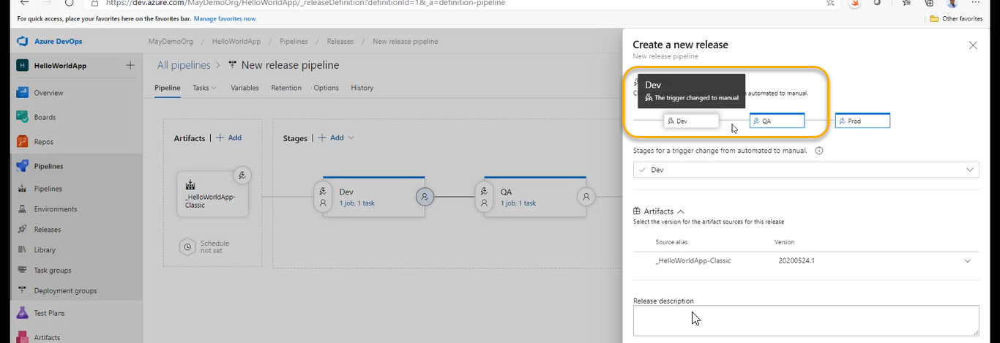 https://dev.azure.com/MayDemoOrg/HelloWorldApp/_releaseDefinition?definitionId=1&_a=definition-pipeline
For quick access, place your favorites here on the favorites bar. Manage favorites now
Other favorites
Azure DevOps
MayDemoOrg / HelloWorldApp / Pipelines / Releases / New release pipeline
HelloWorldApp
Overview
Boards
Repos
Pipelines
Pipelines
Environments
Releases
Library
Task groups
Deployment groups
Test Plans
Artifacts
All pipelines > New release pipeline
Pipeline Tasks Variables Retention Options History
Artifacts | + Add
_HelloWorldApp-
Classic
Schedule
not set
Stages | + Add
Dev
1 job, 1 task
QA
1 job, 1 task
Create a new release
New release pipeline
Dev
The trigger changed to manual
automated to manual.
Dev
QA
Prod
Stages for a trigger change from automated to manual.
Dev
Artifacts
Select the version for the artifact sources for this release
Source alias Version
_HelloWorldApp-Classic 20200524.1
Release description